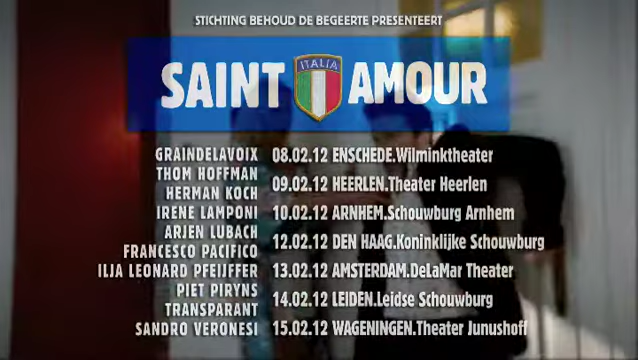 STICHTING BEHOUD DE BEGEERTE PRESENTEERT
SAINT AMOUR
ITALIA
GRAINDELAVOIX
THOM HOFFMAN
HERMAN KOCH
IRENE LAMPONI
ARJEN LUBACH
FRANCESCO PACIFICO
ILJA LEONARD PFEIJFFER
PIET PIRYNS
TRANSPARANT
SANDRO VERONESI
08.02.12 ENSCHEDE.Wilminktheater
09.02.12 HEERLEN.Theater Heerlen
10.02.12 ARNHEM.Schouwburg Arnhem
12.02.12 DEN HAAG.Koninklijke Schouwburg
13.02.12 AMSTERDAM.DeLaMar Theater
14.02.12 LEIDEN.Leidse Schouwburg
15.02.12 WAGENINGEN.Theater Junushoff